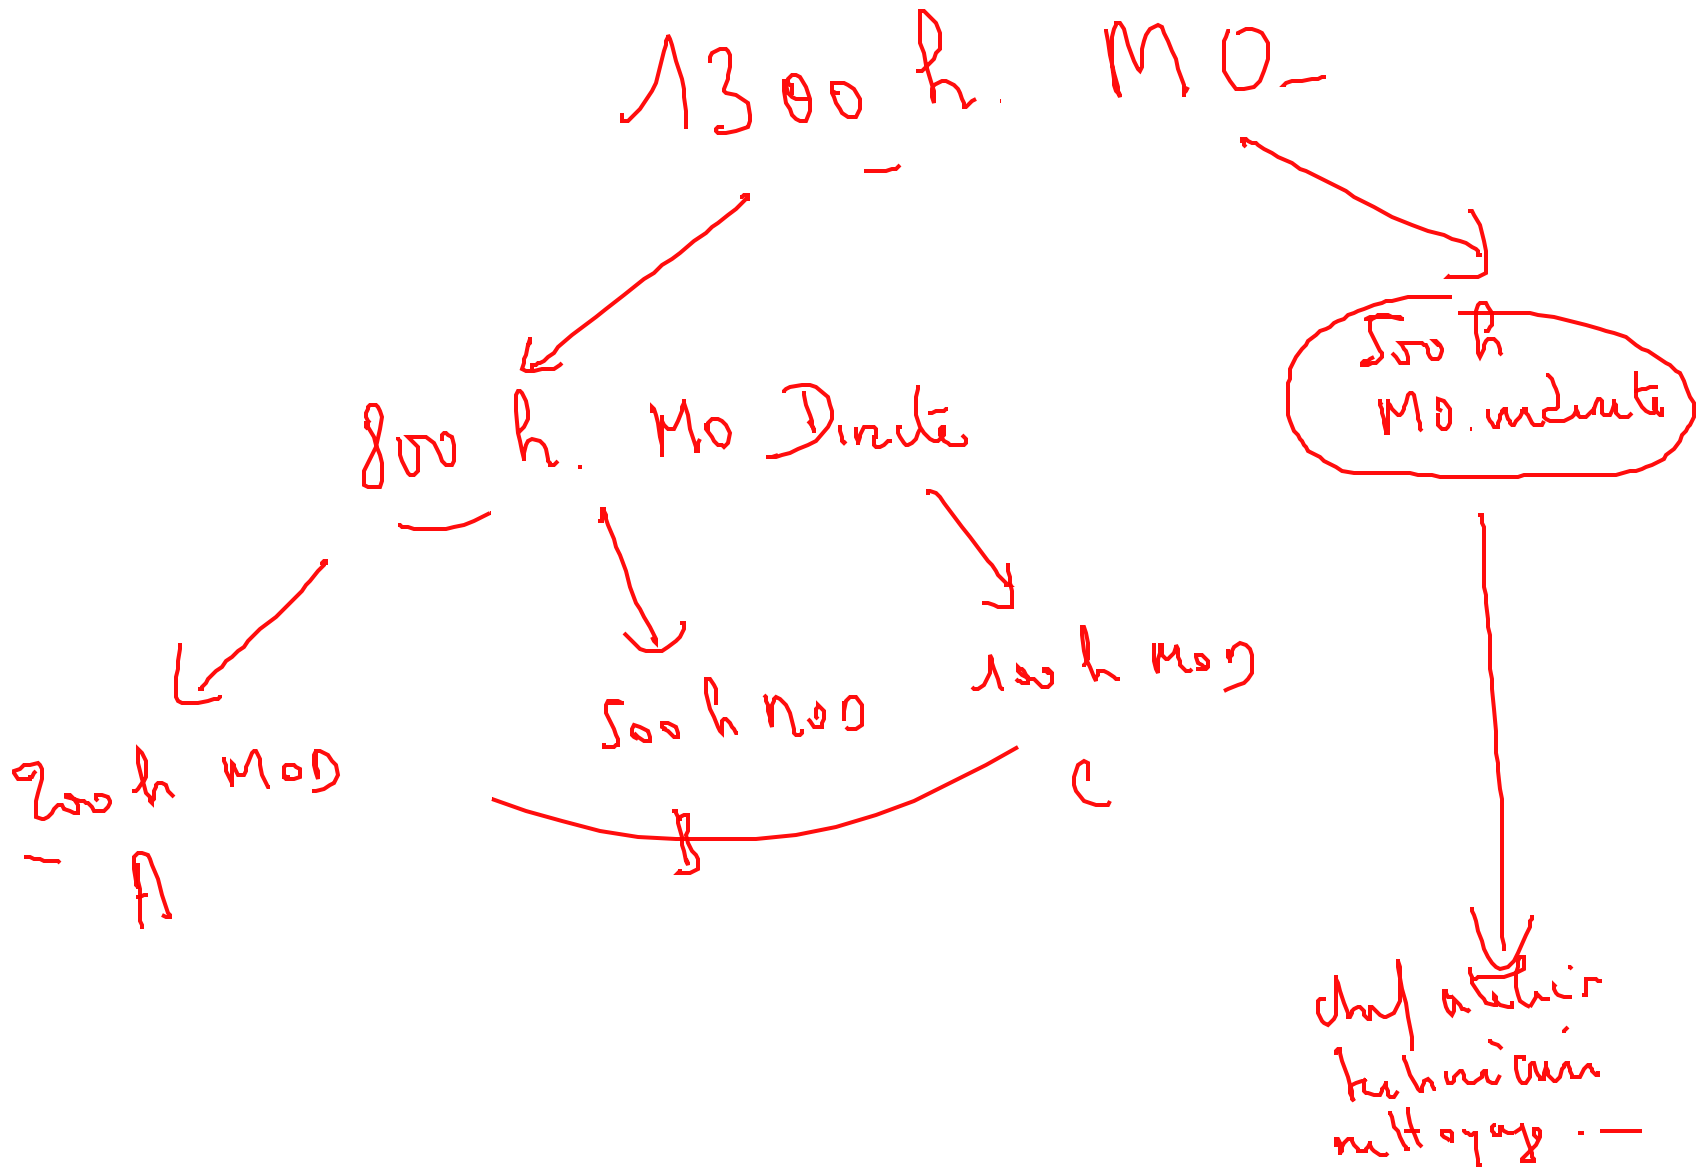 1300 h. MO
800 h. MO Directe
500 h
MO. indirecte
200 h MOD
A
500 h MOD
B
100 h MOD
C
chef atelier
technicien
nettoyage . —